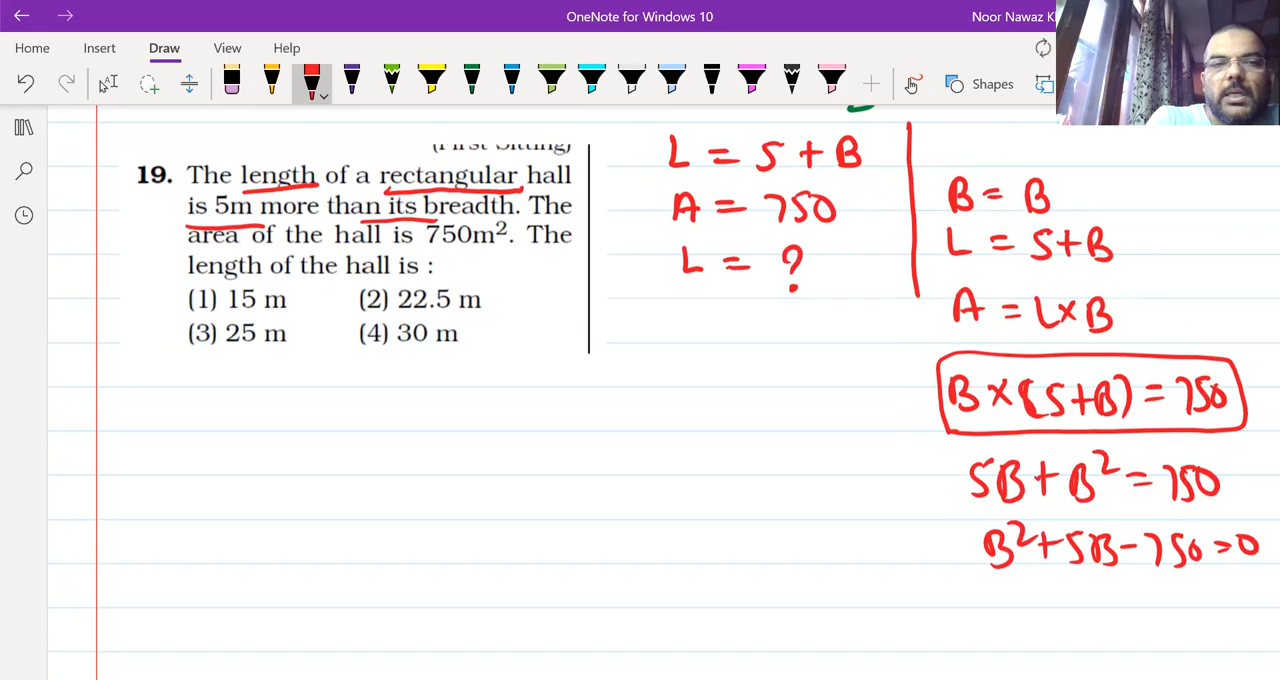 OneNote for Windows 10
Noor Nawaz K
Home Insert Draw View Help
Shapes
(First Sitting)
19. The length of a rectangular hall
is 5m more than its breadth. The
area of the hall is 750m². The
length of the hall is :
(1) 15 m (2) 22.5 m
(3) 25 m (4) 30 m
L = 5 + B
A = 750
L = ?
B = B
L = 5+B
A = L×B
B × (5+B) = 750
5B + B² = 750
B²+5B-750=0